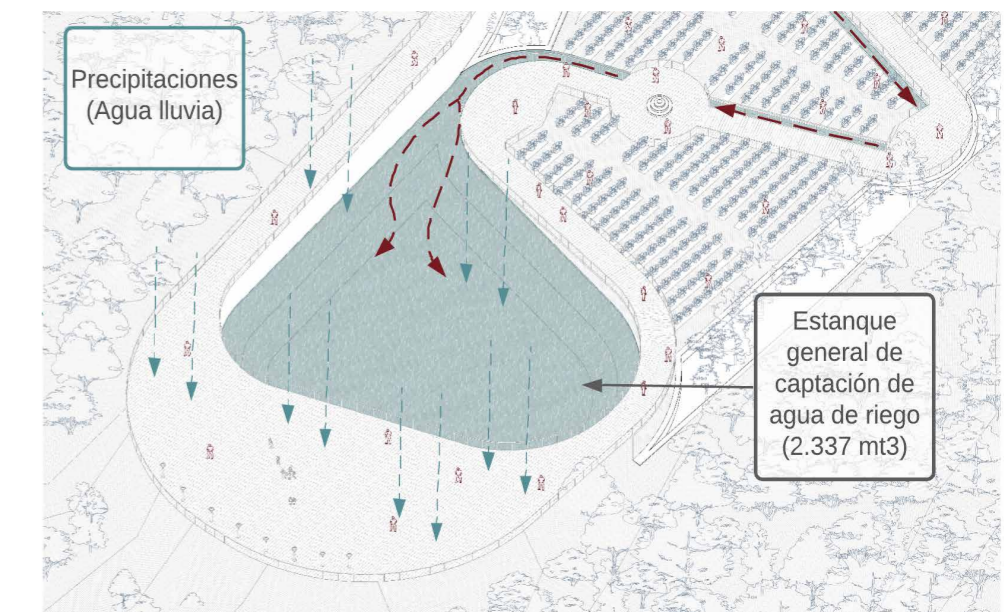 Precipitaciones
(Agua lluvia)
Estanque
general de
captación de
agua de riego
(2.337 mt3)